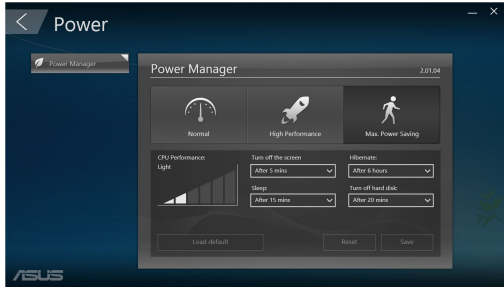 Power
Power Manager
Power Manager
2.01.04
Normal
High Performance
Max. Power Saving
CPU Performance:
Light
Turn off the screen
After 5 mins
Hibernate:
After 6 hours
Sleep:
After 15 mins
Turn off hard disk:
After 20 mins
Load default
Reset
Save
ASUS